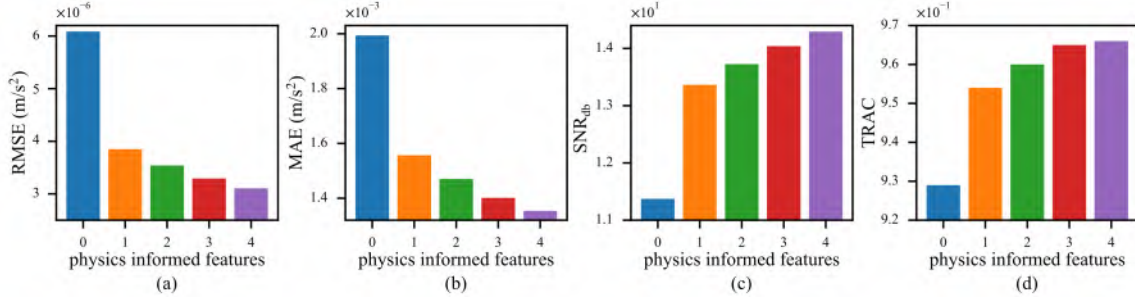 ×10⁻⁶
RMSE (m/s²)
6
5
4
3
0 1 2 3 4
physics informed features
(a)
×10⁻³
MAE (m/s²)
2.0
1.8
1.6
1.4
0 1 2 3 4
physics informed features
(b)
×10¹
SNR_db
1.4
1.3
1.2
1.1
0 1 2 3 4
physics informed features
(c)
×10⁻¹
TRAC
9.7
9.6
9.5
9.4
9.3
9.2
0 1 2 3 4
physics informed features
(d)